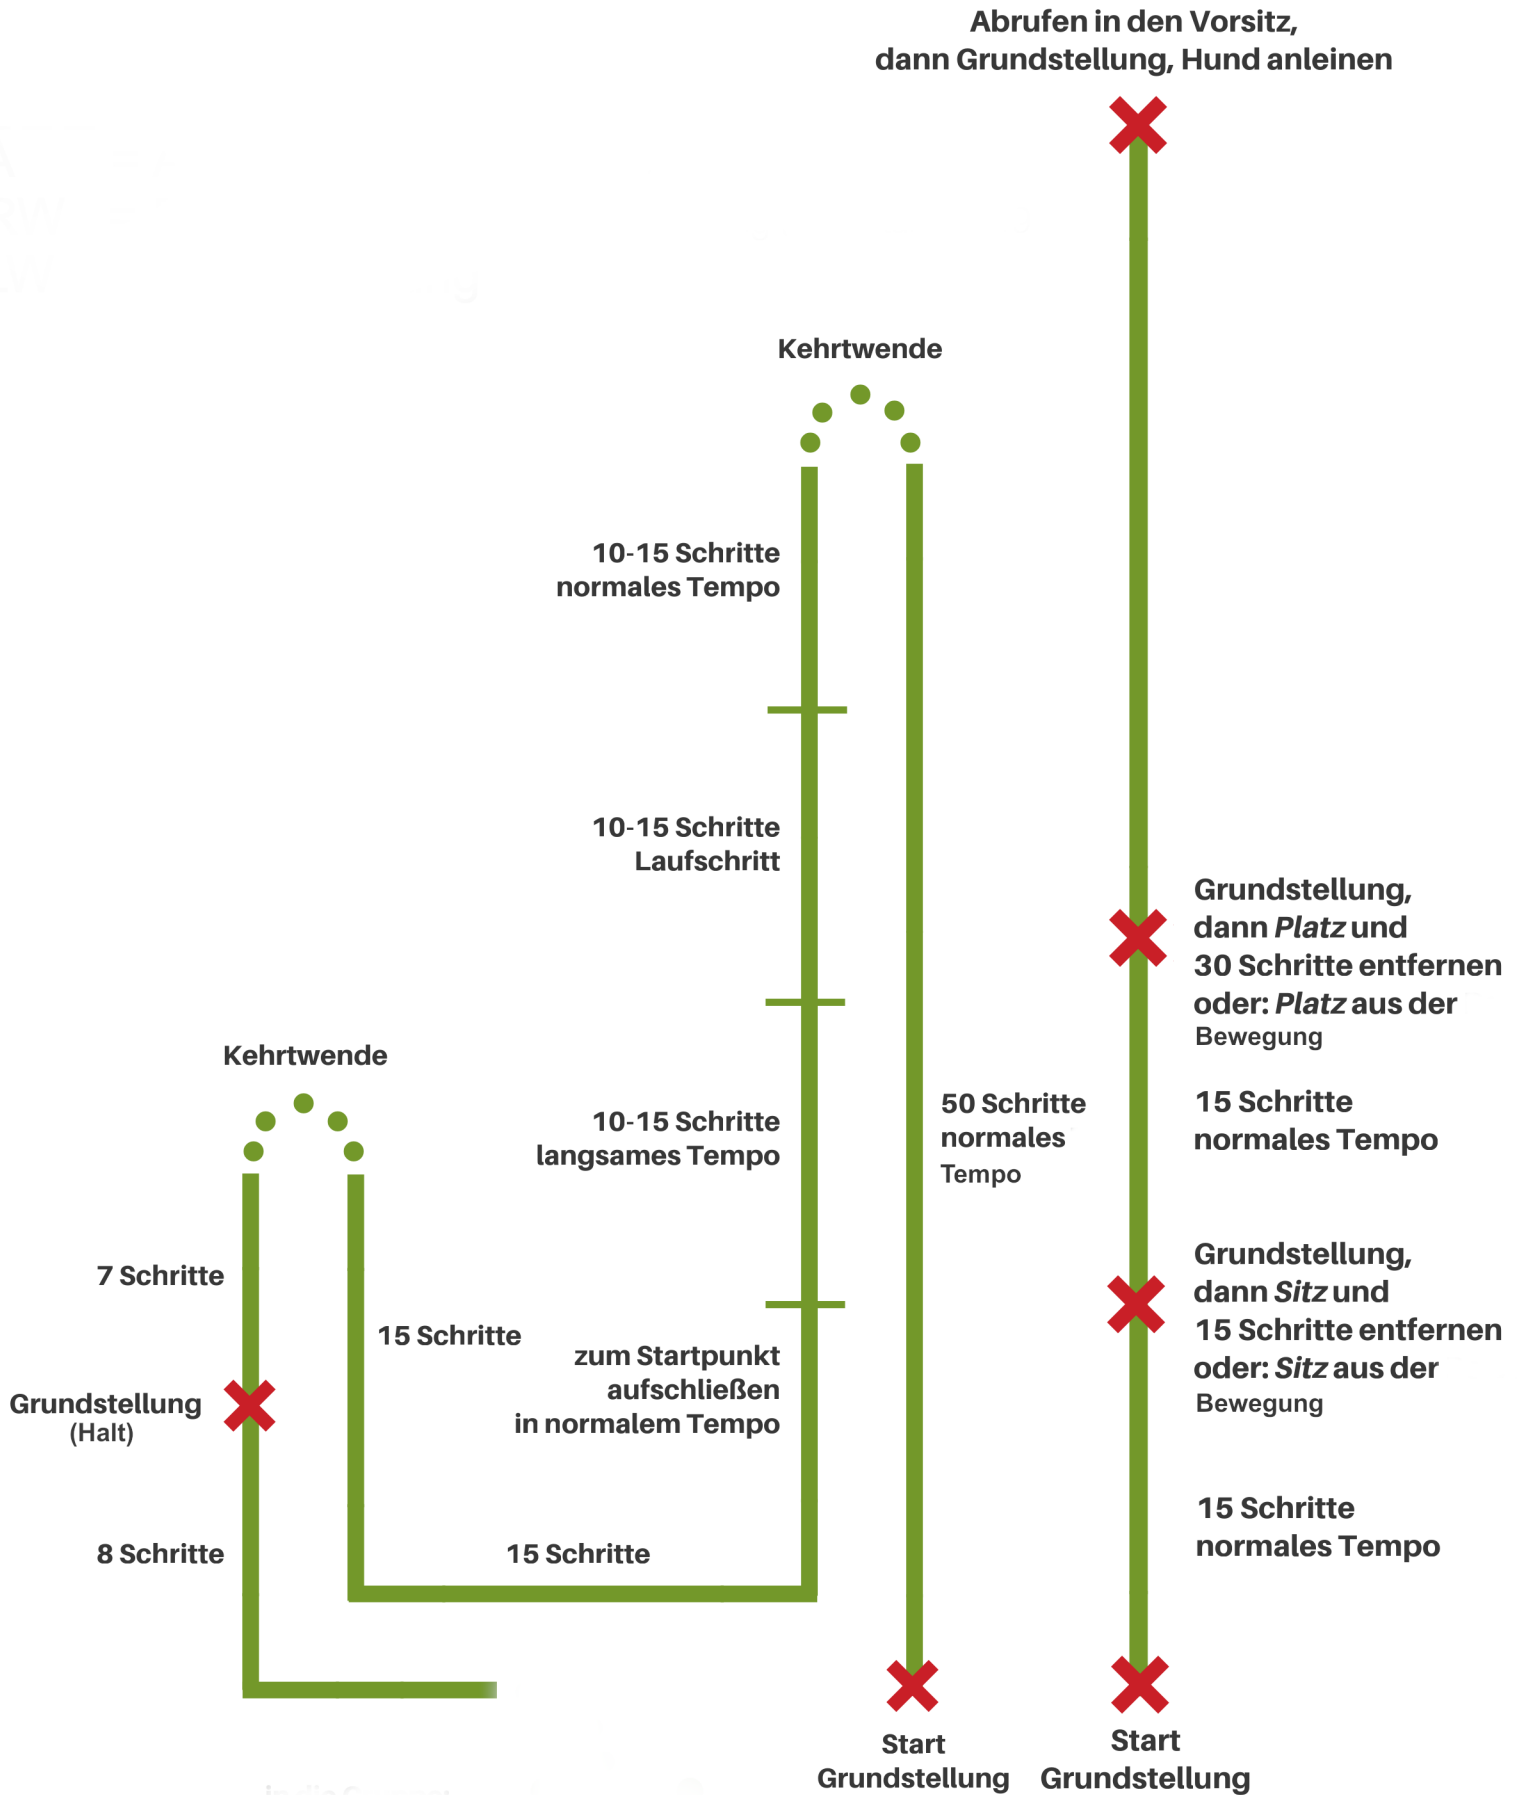 Abrufen in den Vorsitz,
dann Grundstellung, Hund anleinen
Kehrtwende
10-15 Schritte
normales Tempo
10-15 Schritte
Laufschritt
Grundstellung,
dann Platz und
30 Schritte entfernen
oder: Platz aus der
Bewegung
Kehrtwende
10-15 Schritte
langsames Tempo
50 Schritte
normales
Tempo
15 Schritte
normales Tempo
7 Schritte
15 Schritte
zum Startpunkt
aufschließen
in normalem Tempo
Grundstellung,
dann Sitz und
15 Schritte entfernen
oder: Sitz aus der
Bewegung
Grundstellung
(Halt)
8 Schritte
15 Schritte
15 Schritte
normales Tempo
Start
Grundstellung
Start
Grundstellung